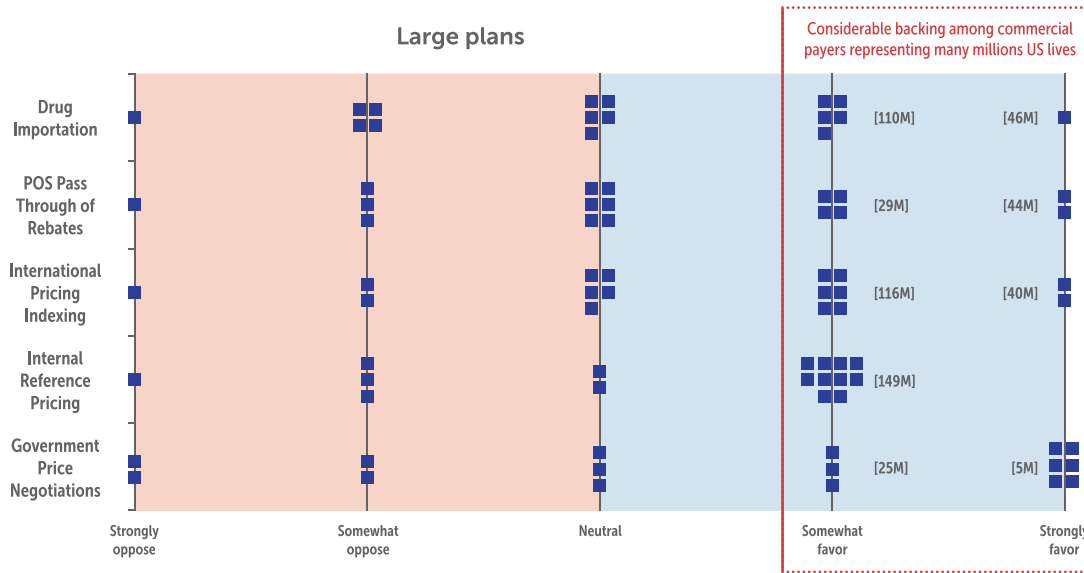 Large plans
Considerable backing among commercial
payers representing many millions US lives
Drug
Importation
[110M]
[46M]
POS Pass
Through of
Rebates
[29M]
[44M]
International
Pricing
Indexing
[116M]
[40M]
Internal
Reference
Pricing
[149M]
Government
Price
Negotiations
[25M]
[5M]
Strongly
oppose
Somewhat
oppose
Neutral
Somewhat
favor
Strongly
favor